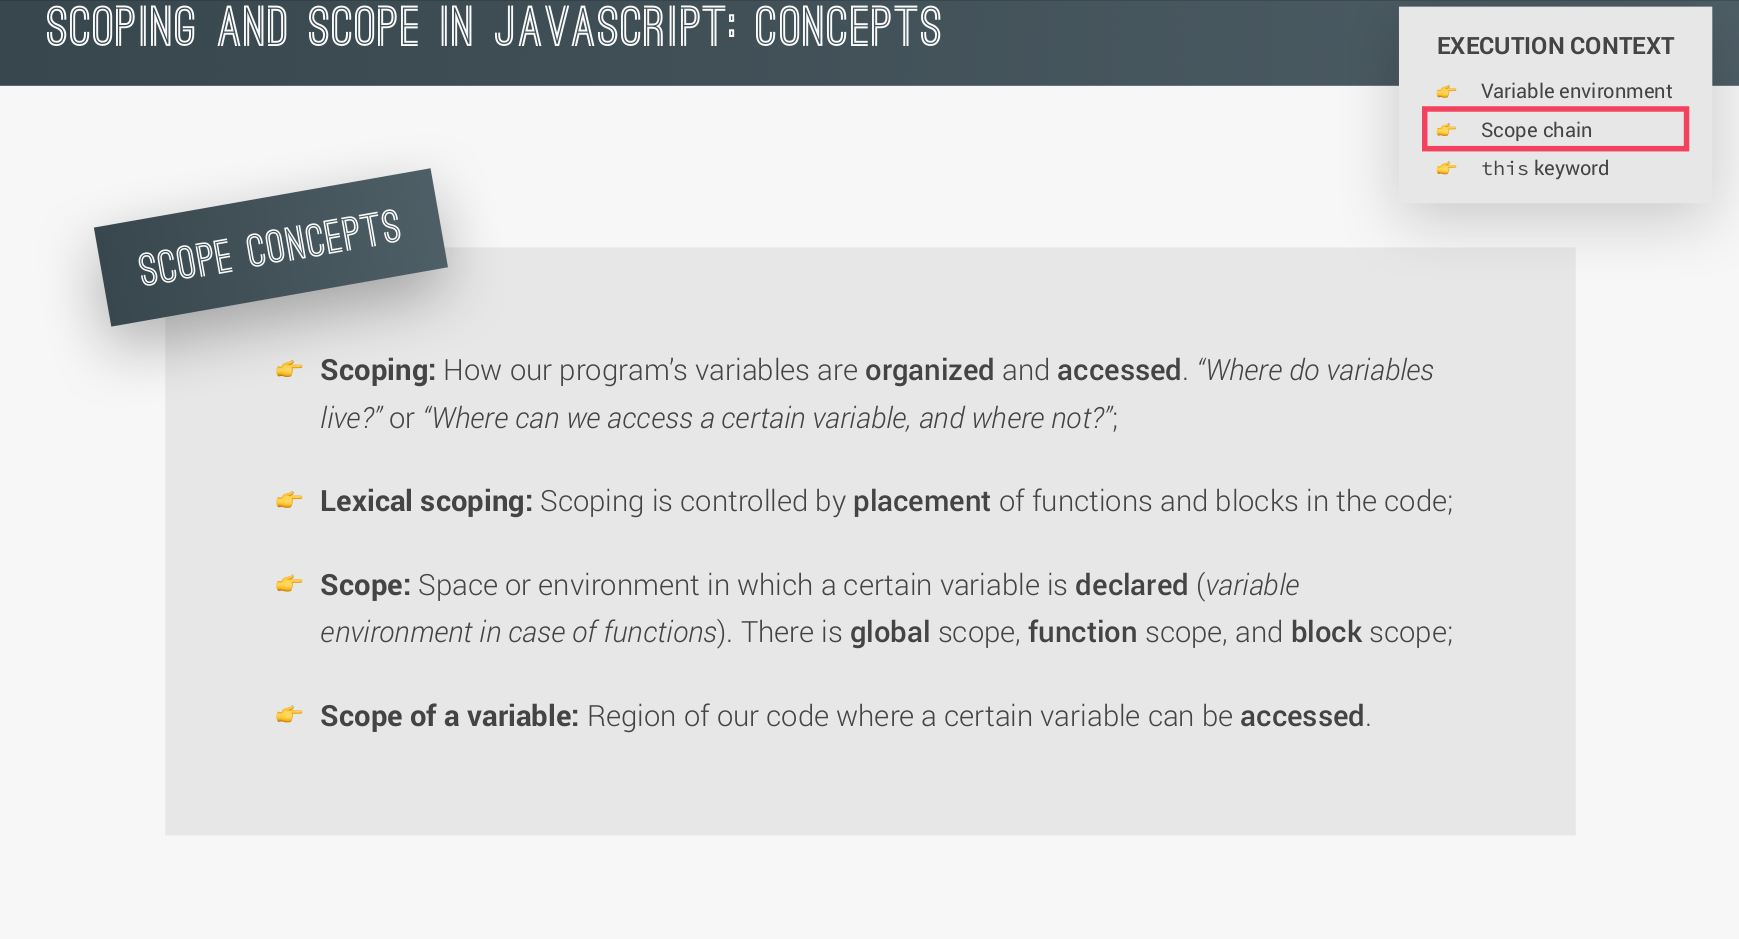 SCOPING AND SCOPE IN JAVASCRIPT: CONCEPTS
EXECUTION CONTEXT
👉 Variable environment
👉 Scope chain
👉 this keyword
SCOPE CONCEPTS
👉 Scoping: How our program’s variables are organized and accessed. “Where do variables
live?” or “Where can we access a certain variable, and where not?”;
👉 Lexical scoping: Scoping is controlled by placement of functions and blocks in the code;
👉 Scope: Space or environment in which a certain variable is declared (variable
environment in case of functions). There is global scope, function scope, and block scope;
👉 Scope of a variable: Region of our code where a certain variable can be accessed.